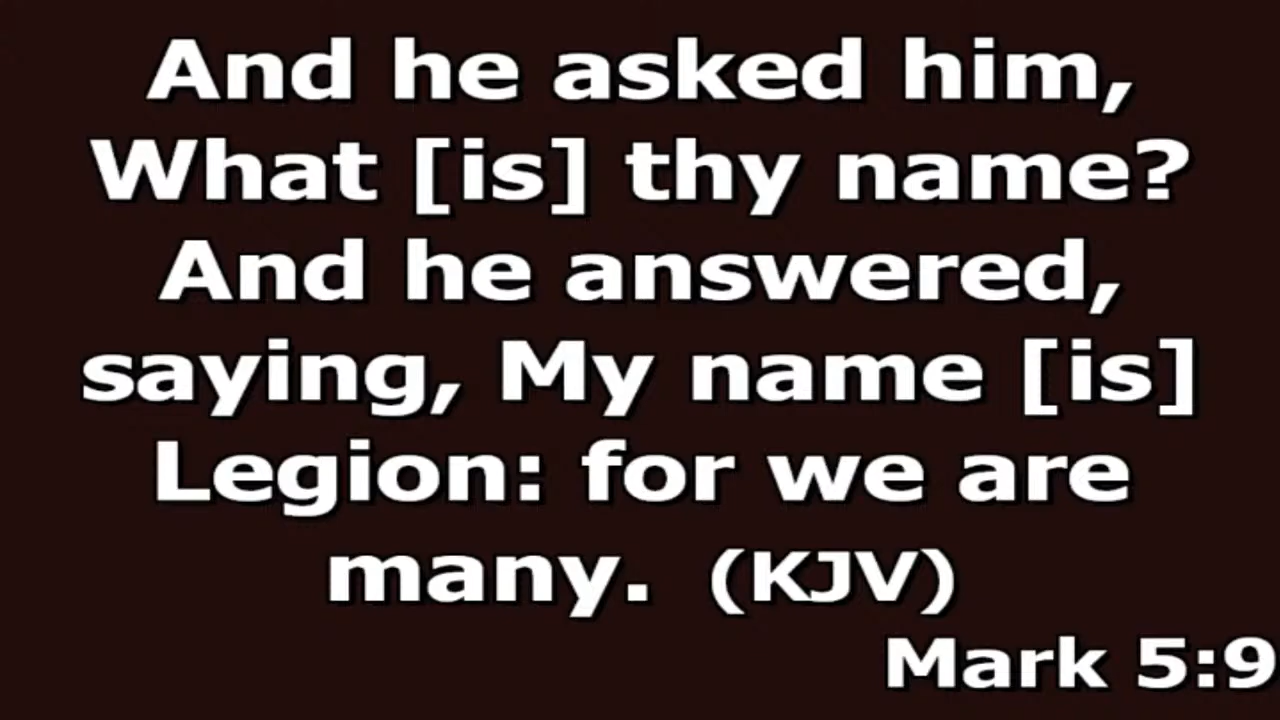 And he asked him,
What [is] thy name?
And he answered,
saying, My name [is]
Legion: for we are
many. (KJV)
Mark 5:9